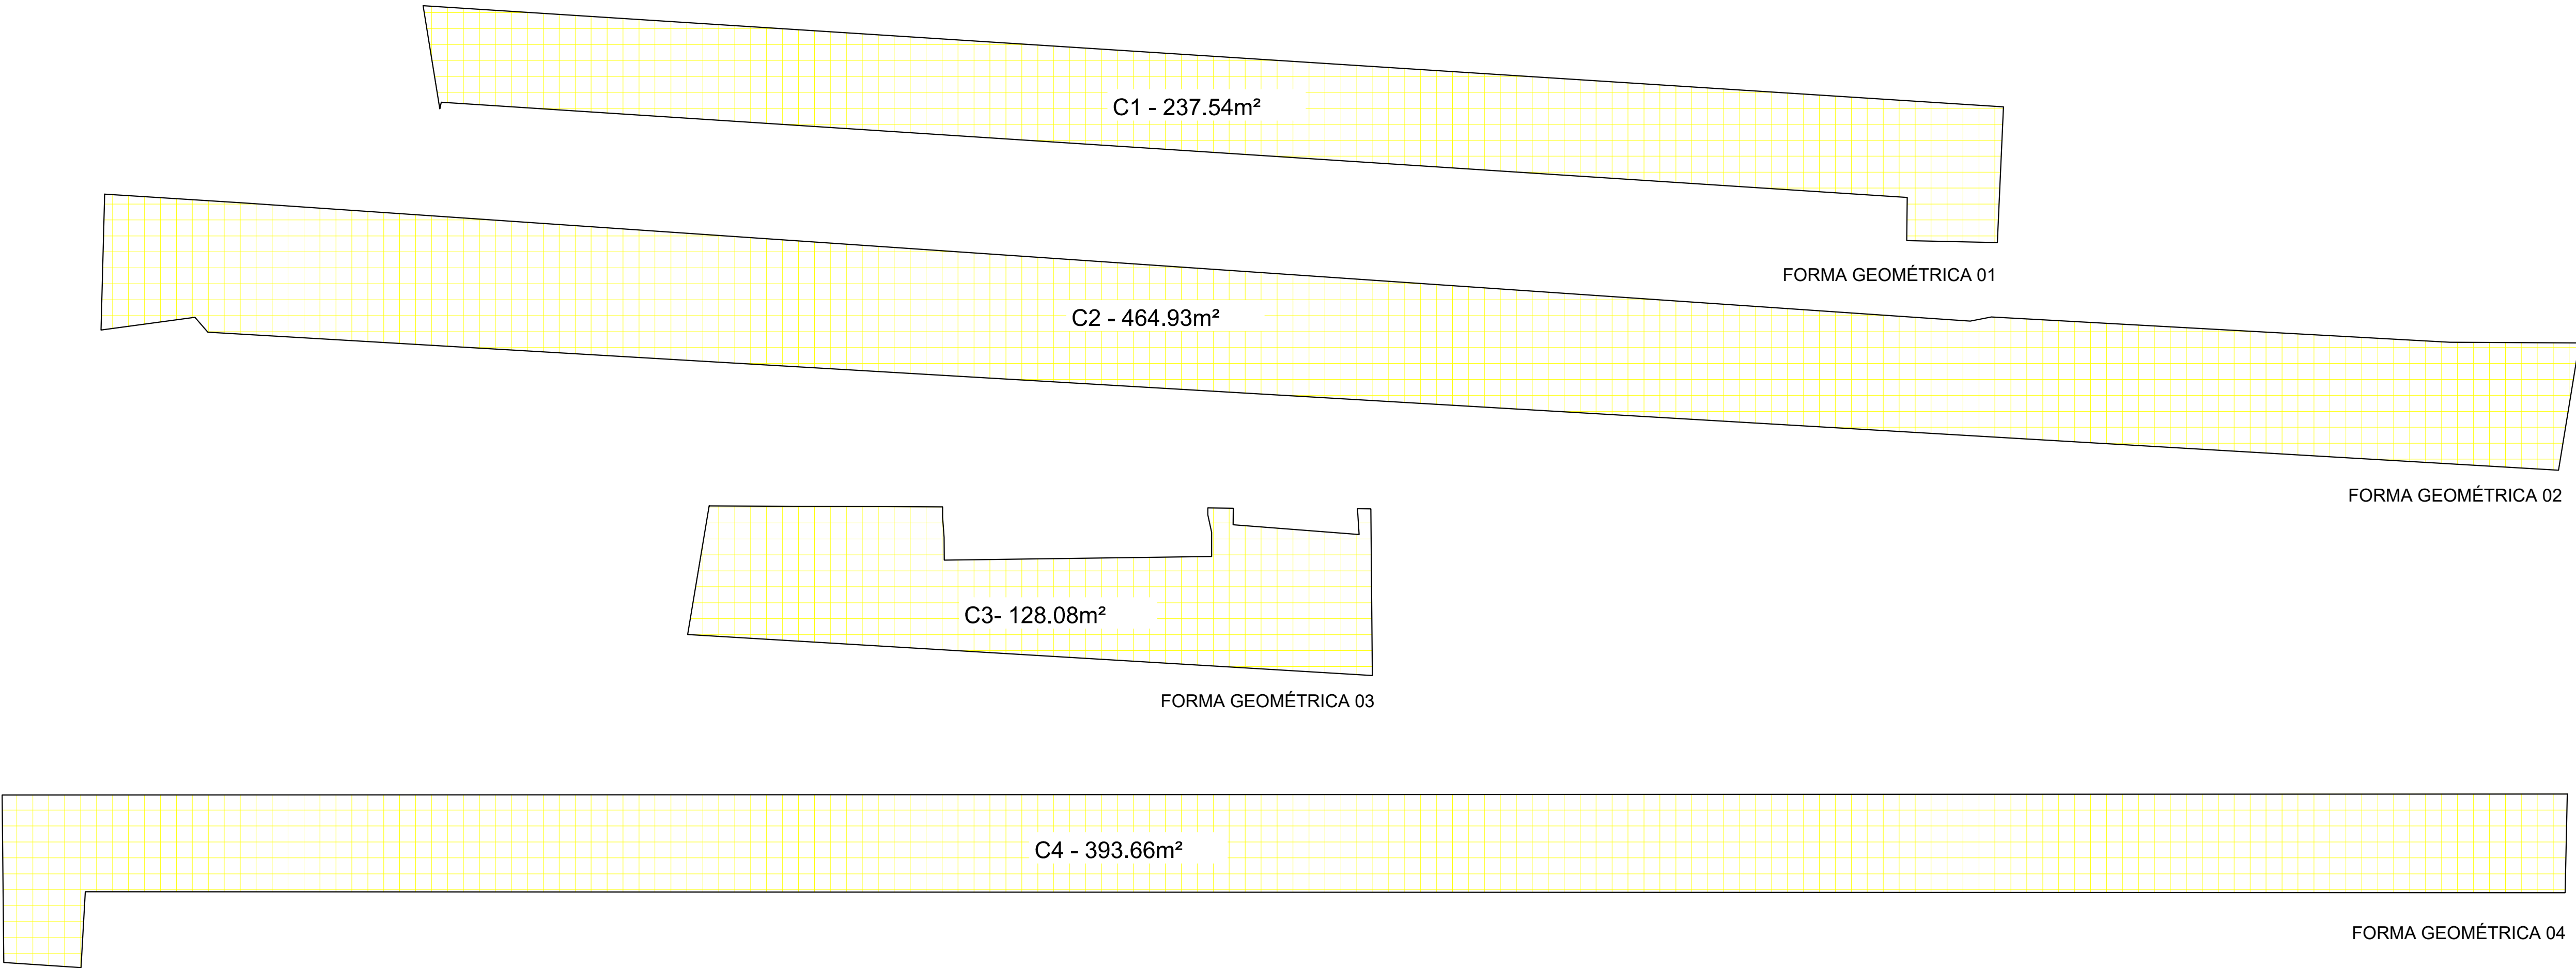 C1 - 237.54m²
FORMA GEOMÉTRICA 01
C2 - 464.93m²
FORMA GEOMÉTRICA 02
C3- 128.08m²
FORMA GEOMÉTRICA 03
C4 - 393.66m²
FORMA GEOMÉTRICA 04